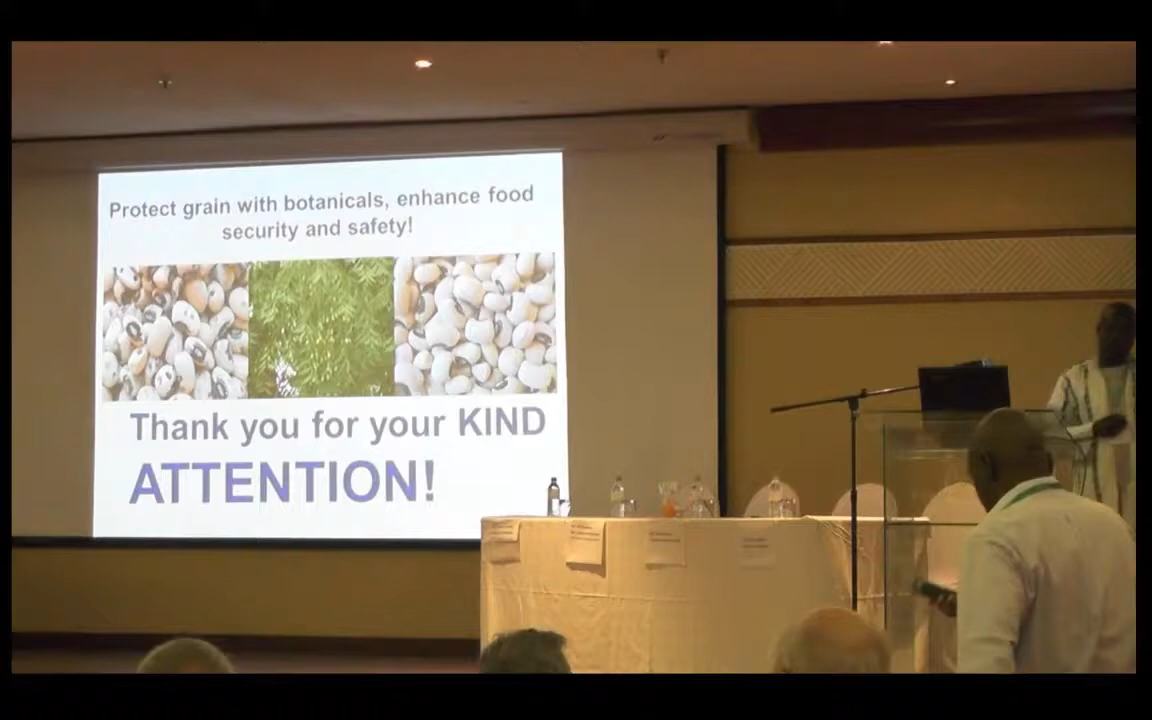 Protect grain with botanicals, enhance food
security and safety!
Thank you for your KIND
ATTENTION!